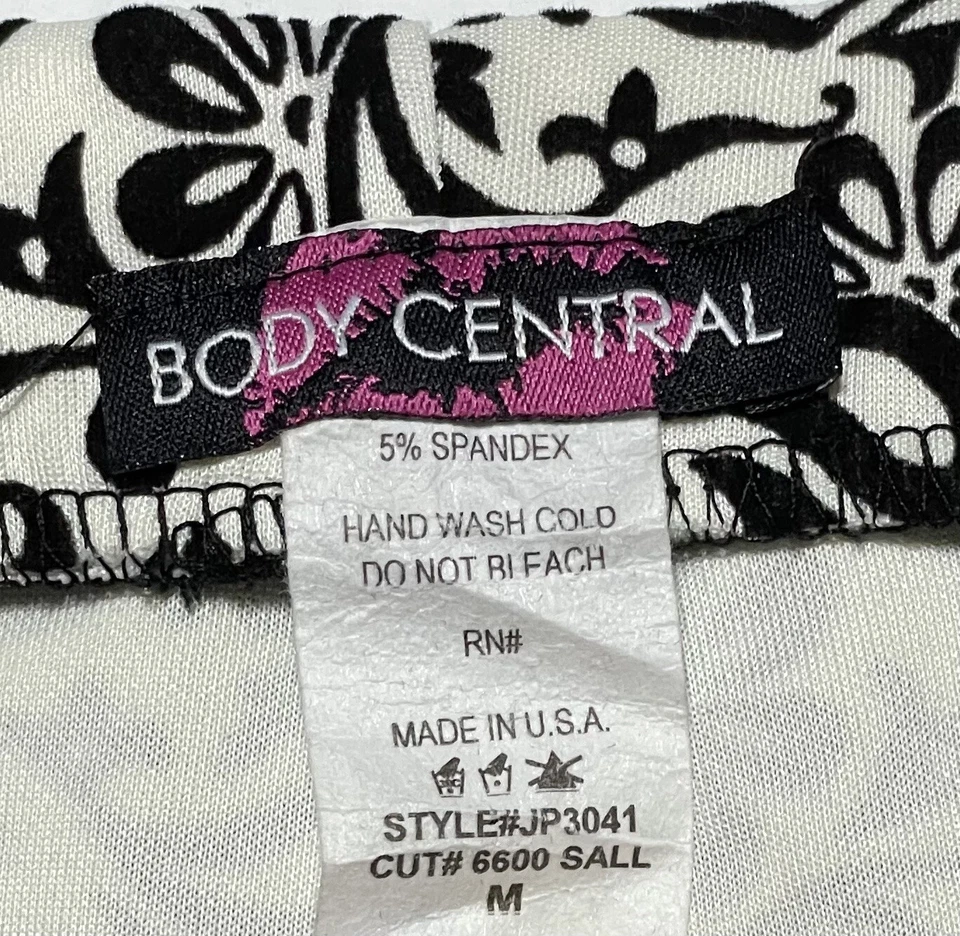 BODY CENTRAL
5% SPANDEX
HAND WASH COLD
DO NOT BLEACH
RN#
MADE IN U.S.A.
STYLE#JP3041
CUT# 6600 SALL
M